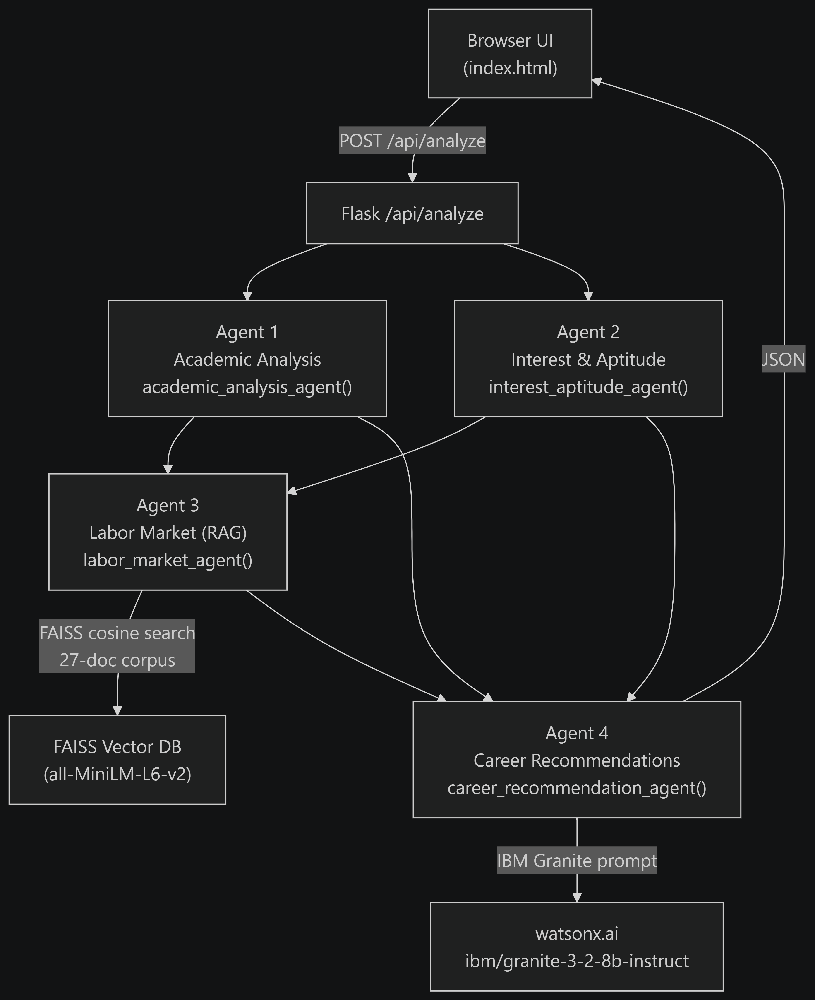 Browser UI
(index.html)
POST /api/analyze
Flask /api/analyze
Agent 1
Academic Analysis
academic_analysis_agent()
Agent 2
Interest & Aptitude
interest_aptitude_agent()
JSON
Agent 3
Labor Market (RAG)
labor_market_agent()
FAISS cosine search
27-doc corpus
FAISS Vector DB
(all-MiniLM-L6-v2)
Agent 4
Career Recommendations
career_recommendation_agent()
IBM Granite prompt
watsonx.ai
ibm/granite-3-2-8b-instruct